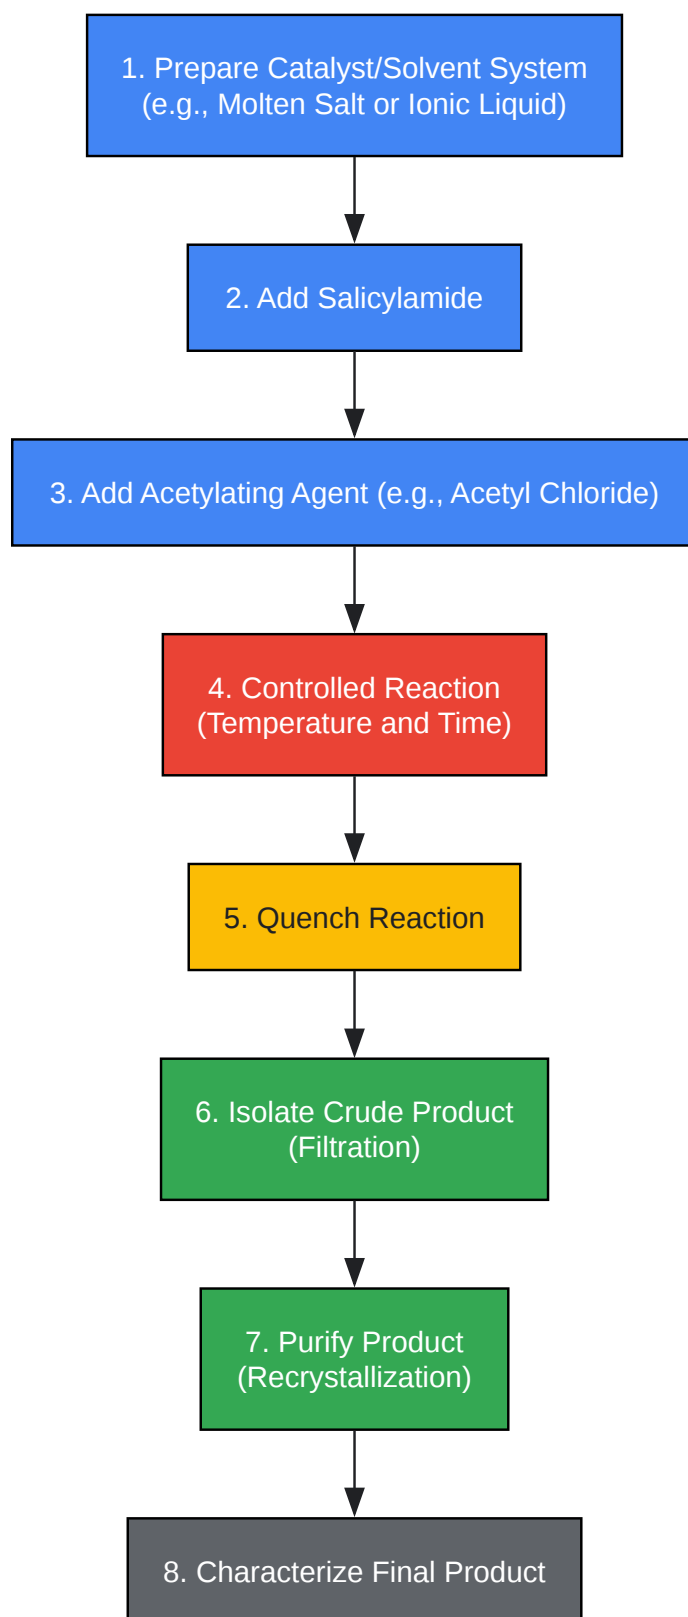 1. Prepare Catalyst/Solvent System
(e.g., Molten Salt or Ionic Liquid)
2. Add Salicylamide
3. Add Acetylating Agent (e.g., Acetyl Chloride)
4. Controlled Reaction
(Temperature and Time)
5. Quench Reaction
6. Isolate Crude Product
(Filtration)
7. Purify Product
(Recrystallization)
8. Characterize Final Product